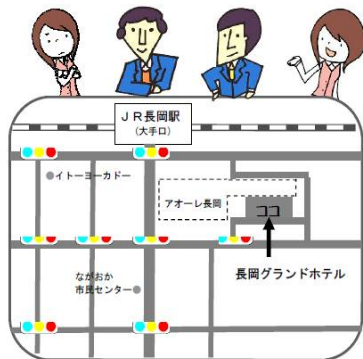 JR長岡駅
(大手口)
イトーヨーカドー
アオーレ長岡
ココ
長岡グランドホテル
ながおか
市民センター